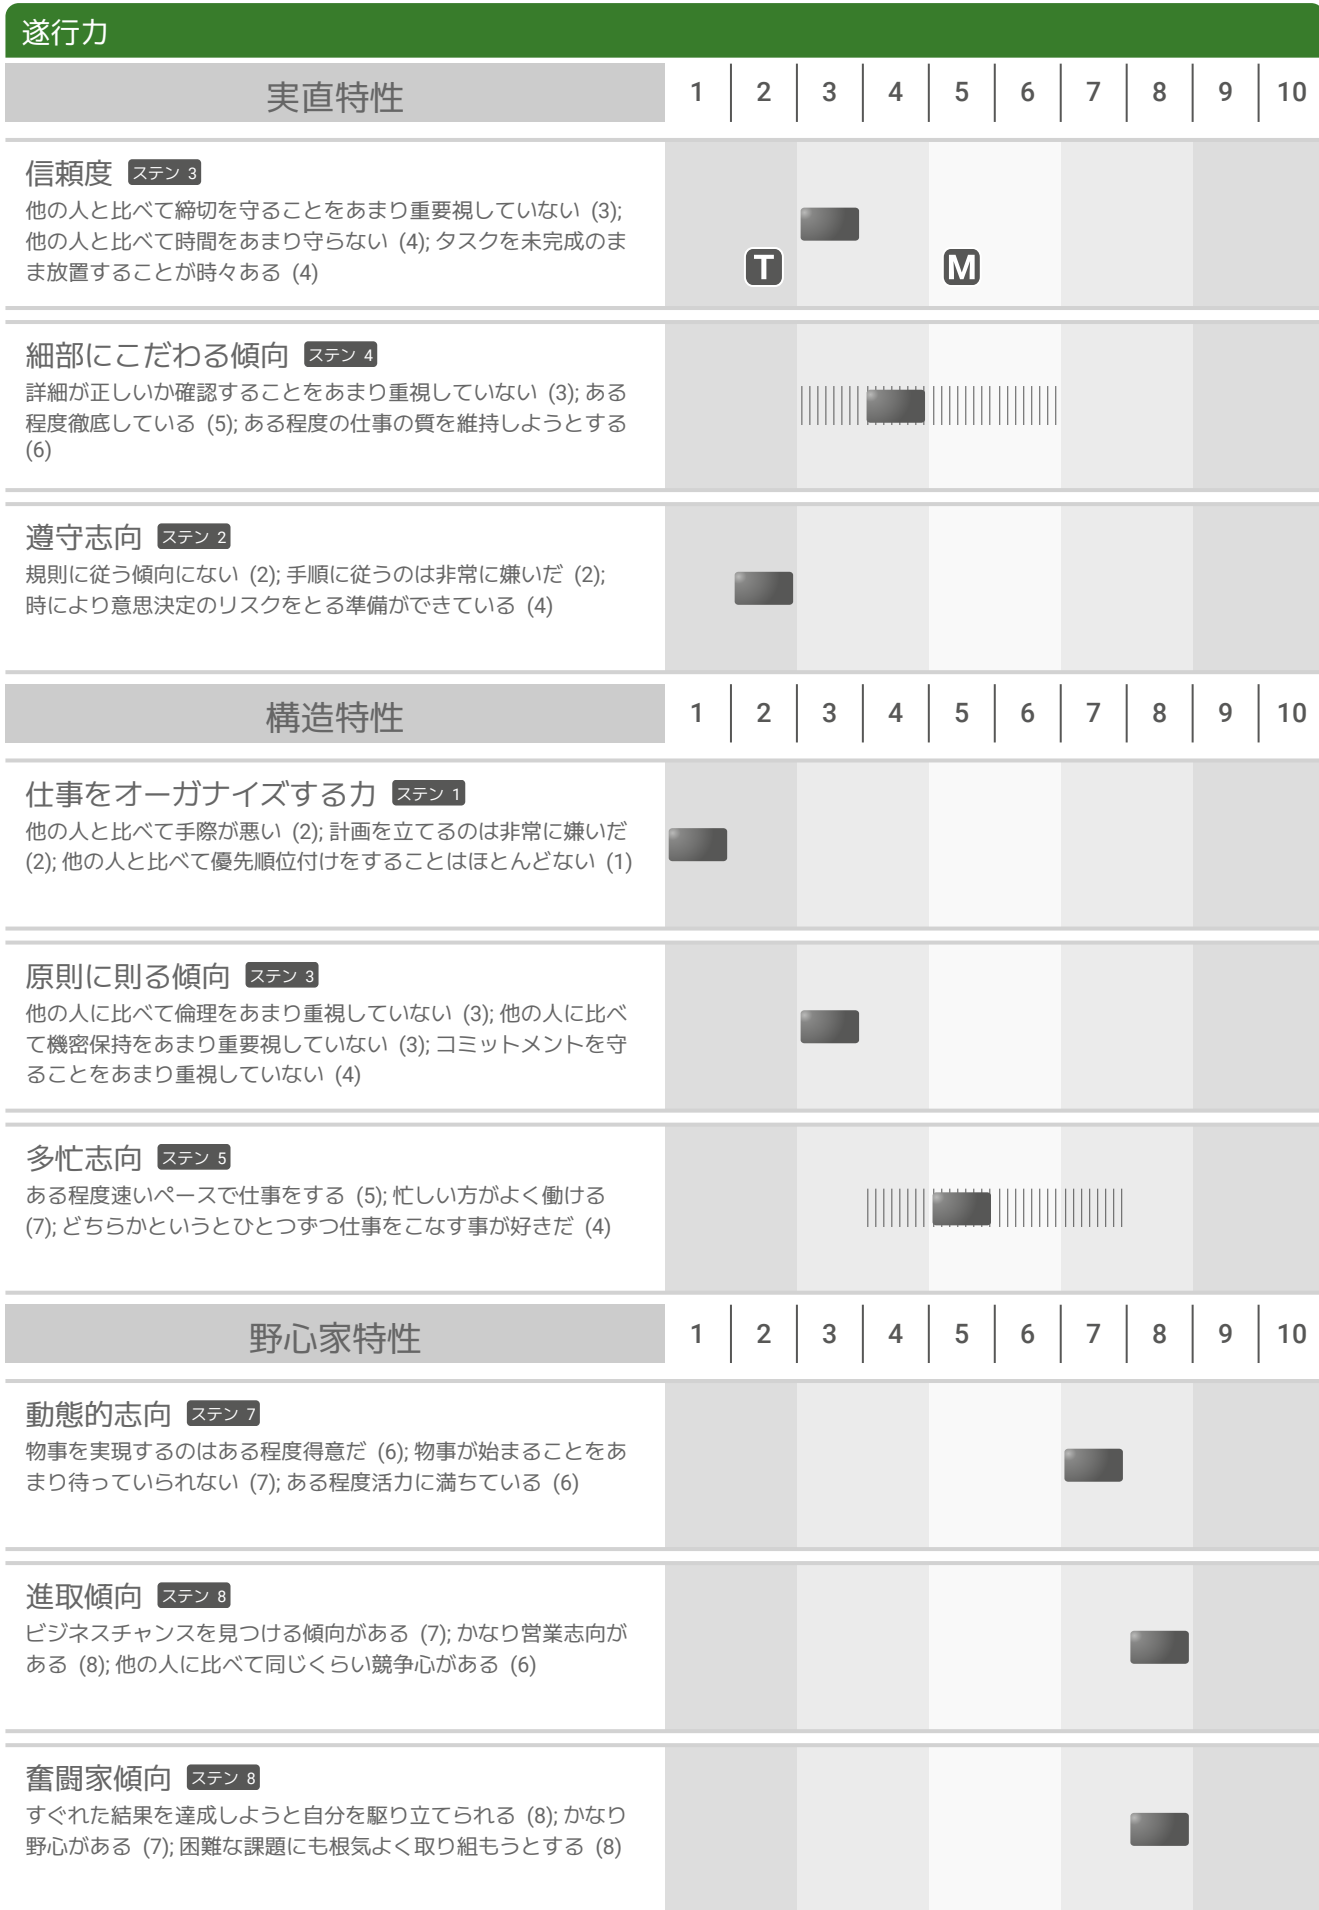 遂行力
実直特性 1 2 3 4 5 6 7 8 9 10
信頼度 ステン 3
他の人と比べて締切を守ることをあまり重要視していない (3);
他の人と比べて時間をあまり守らない (4); タスクを未完成のま
ま放置することが時々ある (4)
T M
細部にこだわる傾向 ステン 4
詳細が正しいか確認することをあまり重視していない (3); ある
程度徹底している (5); ある程度の仕事の質を維持しようとする
(6)
遵守志向 ステン 2
規則に従う傾向にない (2); 手順に従うのは非常に嫌いだ (2);
時により意思決定のリスクをとる準備ができている (4)
構造特性 1 2 3 4 5 6 7 8 9 10
仕事をオーガナイズする力 ステン 1
他の人と比べて手際が悪い (2); 計画を立てるのは非常に嫌いだ
(2); 他の人と比べて優先順位付けをすることはほとんどない (1)
原則に則る傾向 ステン 3
他の人に比べて倫理をあまり重視していない (3); 他の人に比べ
て機密保持をあまり重要視していない (3); コミットメントを守
ることをあまり重視していない (4)
多忙志向 ステン 5
ある程度速いペースで仕事をする (5); 忙しい方がよく働ける
(7); どちらかというとひとつずつ仕事をこなす事が好きだ (4)
野心家特性 1 2 3 4 5 6 7 8 9 10
動態的志向 ステン 7
物事を実現するのはある程度得意だ (6); 物事が始まることをあ
まり待っていられない (7); ある程度活力に満ちている (6)
進取傾向 ステン 8
ビジネスチャンスを見つける傾向がある (7); かなり営業志向が
ある (8); 他の人に比べて同じくらい競争心がある (6)
奮闘家傾向 ステン 8
すぐれた結果を達成しようと自分を駆り立てられる (8); かなり
野心がある (7); 困難な課題にも根気よく取り組もうとする (8)